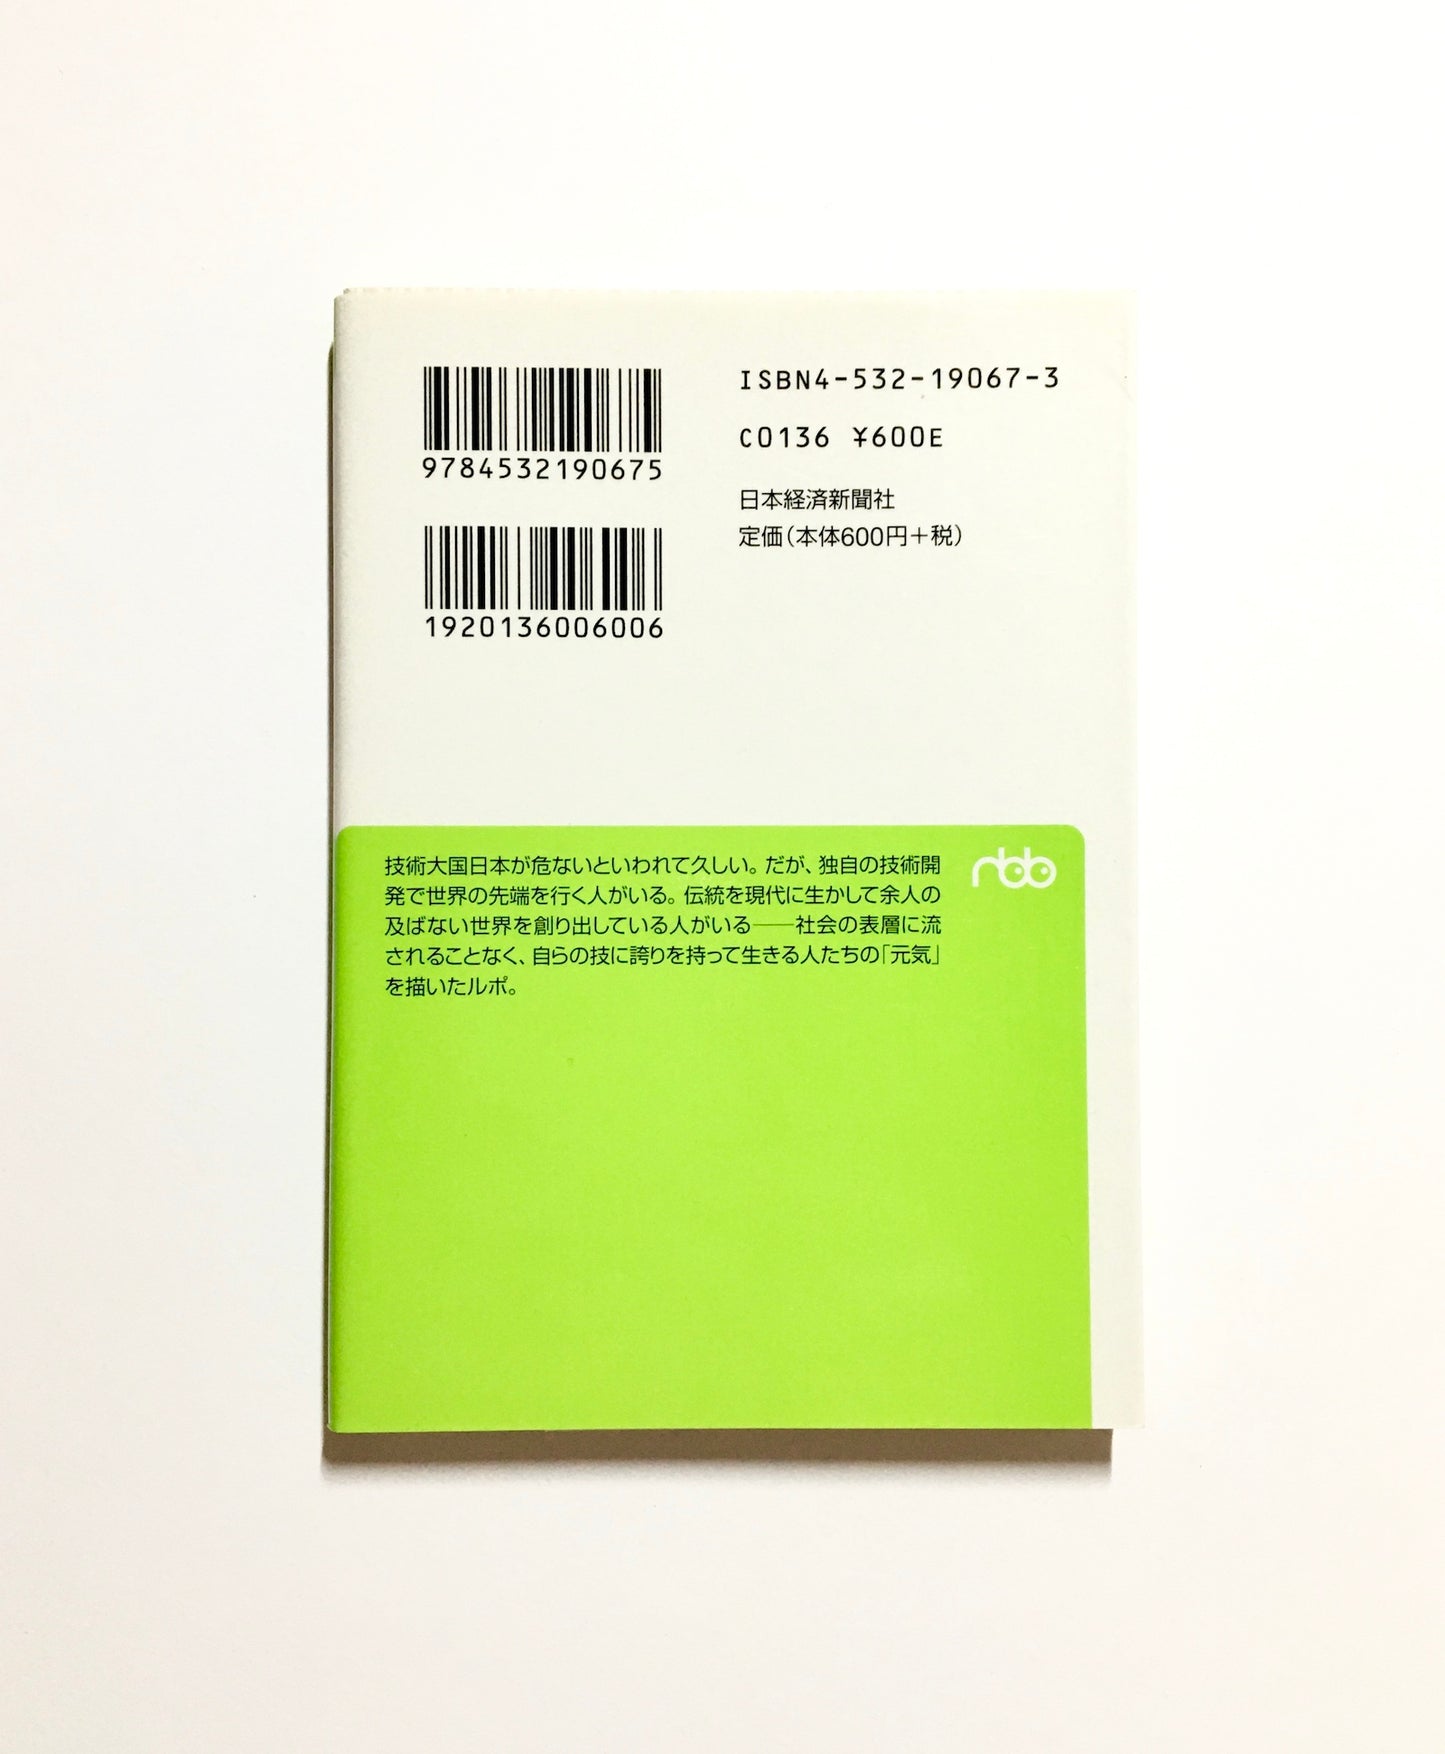 9784532190675
1920136006006
ISBN4-532-19067-3
C0136 ¥600E
日本経済新聞社
定価（本体600円＋税）
nbb
技術大国日本が危ないといわれて久しい。だが、独自の技術開
発で世界の先端を行く人がいる。伝統を現代に生かして余人の
及ばない世界を創り出している人がいる――社会の表層に流
されることなく、自らの技に誇りを持って生きる人たちの「元気」
を描いたルポ。